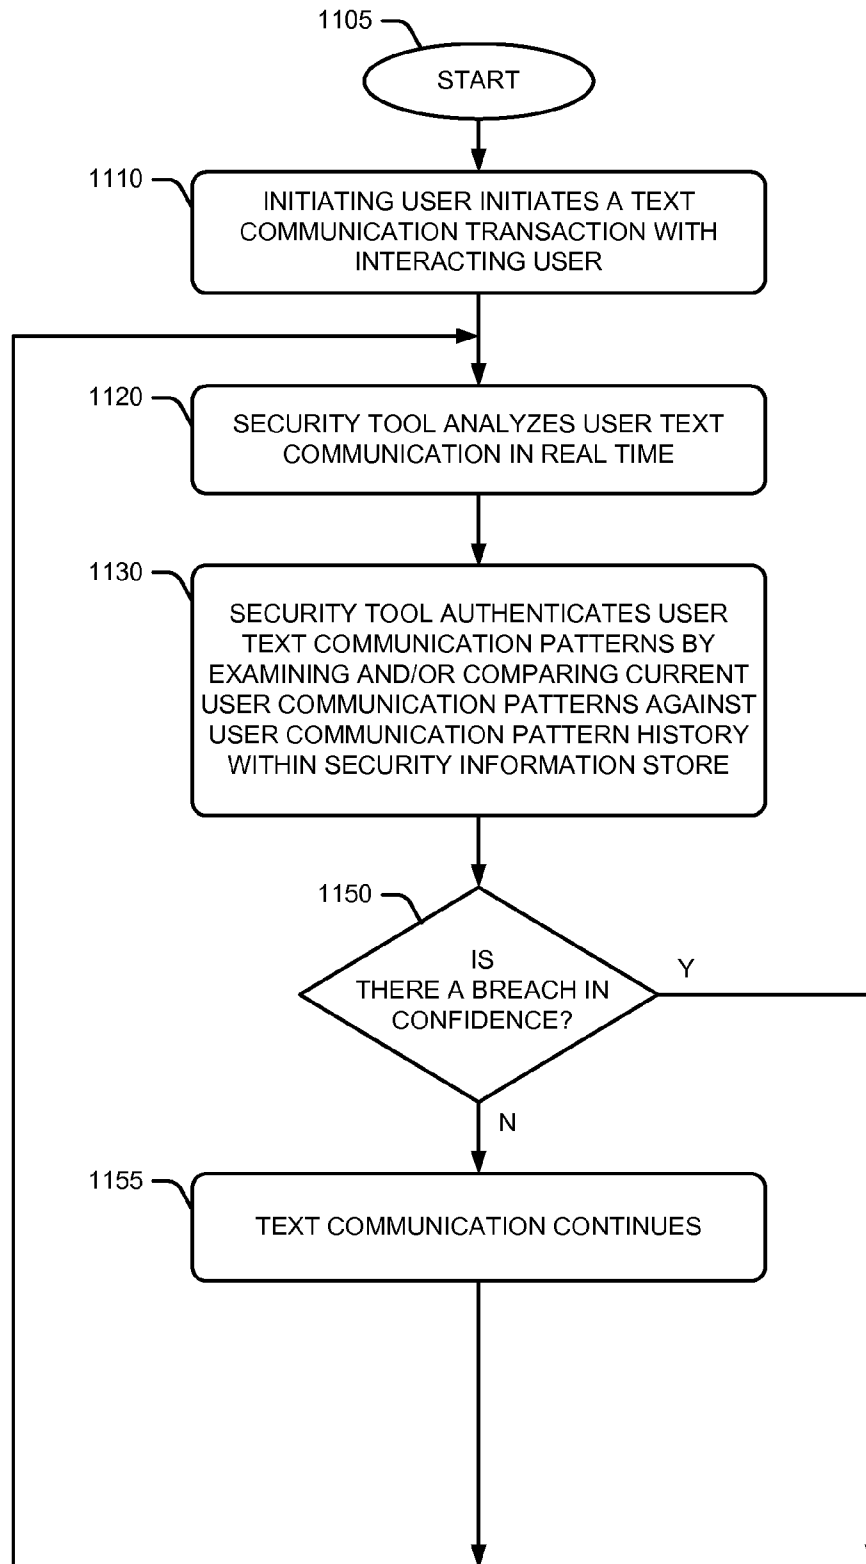 1105
START
1110
INITIATING USER INITIATES A TEXT
COMMUNICATION TRANSACTION WITH
INTERACTING USER
1120
SECURITY TOOL ANALYZES USER TEXT
COMMUNICATION IN REAL TIME
1130
SECURITY TOOL AUTHENTICATES USER
TEXT COMMUNICATION PATTERNS BY
EXAMINING AND/OR COMPARING CURRENT
USER COMMUNICATION PATTERNS AGAINST
USER COMMUNICATION PATTERN HISTORY
WITHIN SECURITY INFORMATION STORE
1150
IS
THERE A BREACH IN
CONFIDENCE?
Y
N
1155
TEXT COMMUNICATION CONTINUES